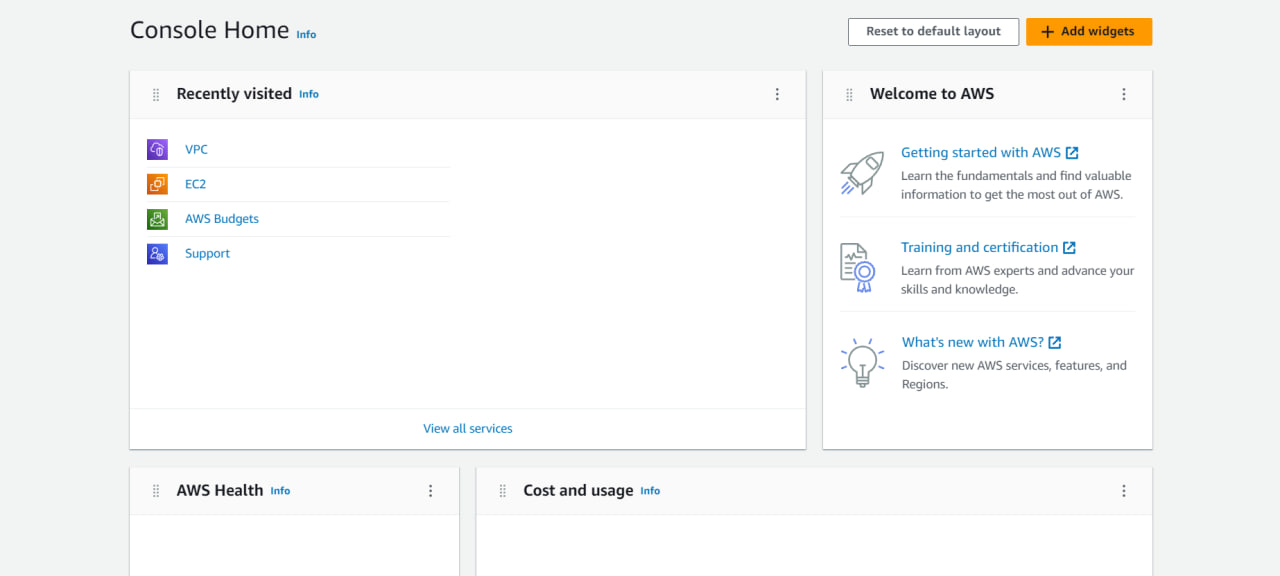 Console Home Info
Reset to default layout
Add widgets
Recently visited Info
VPC
EC2
AWS Budgets
Support
View all services
Welcome to AWS
Getting started with AWS
Learn the fundamentals and find valuable
information to get the most out of AWS.
Training and certification
Learn from AWS experts and advance your
skills and knowledge.
What's new with AWS?
Discover new AWS services, features, and
Regions.
AWS Health Info
Cost and usage Info